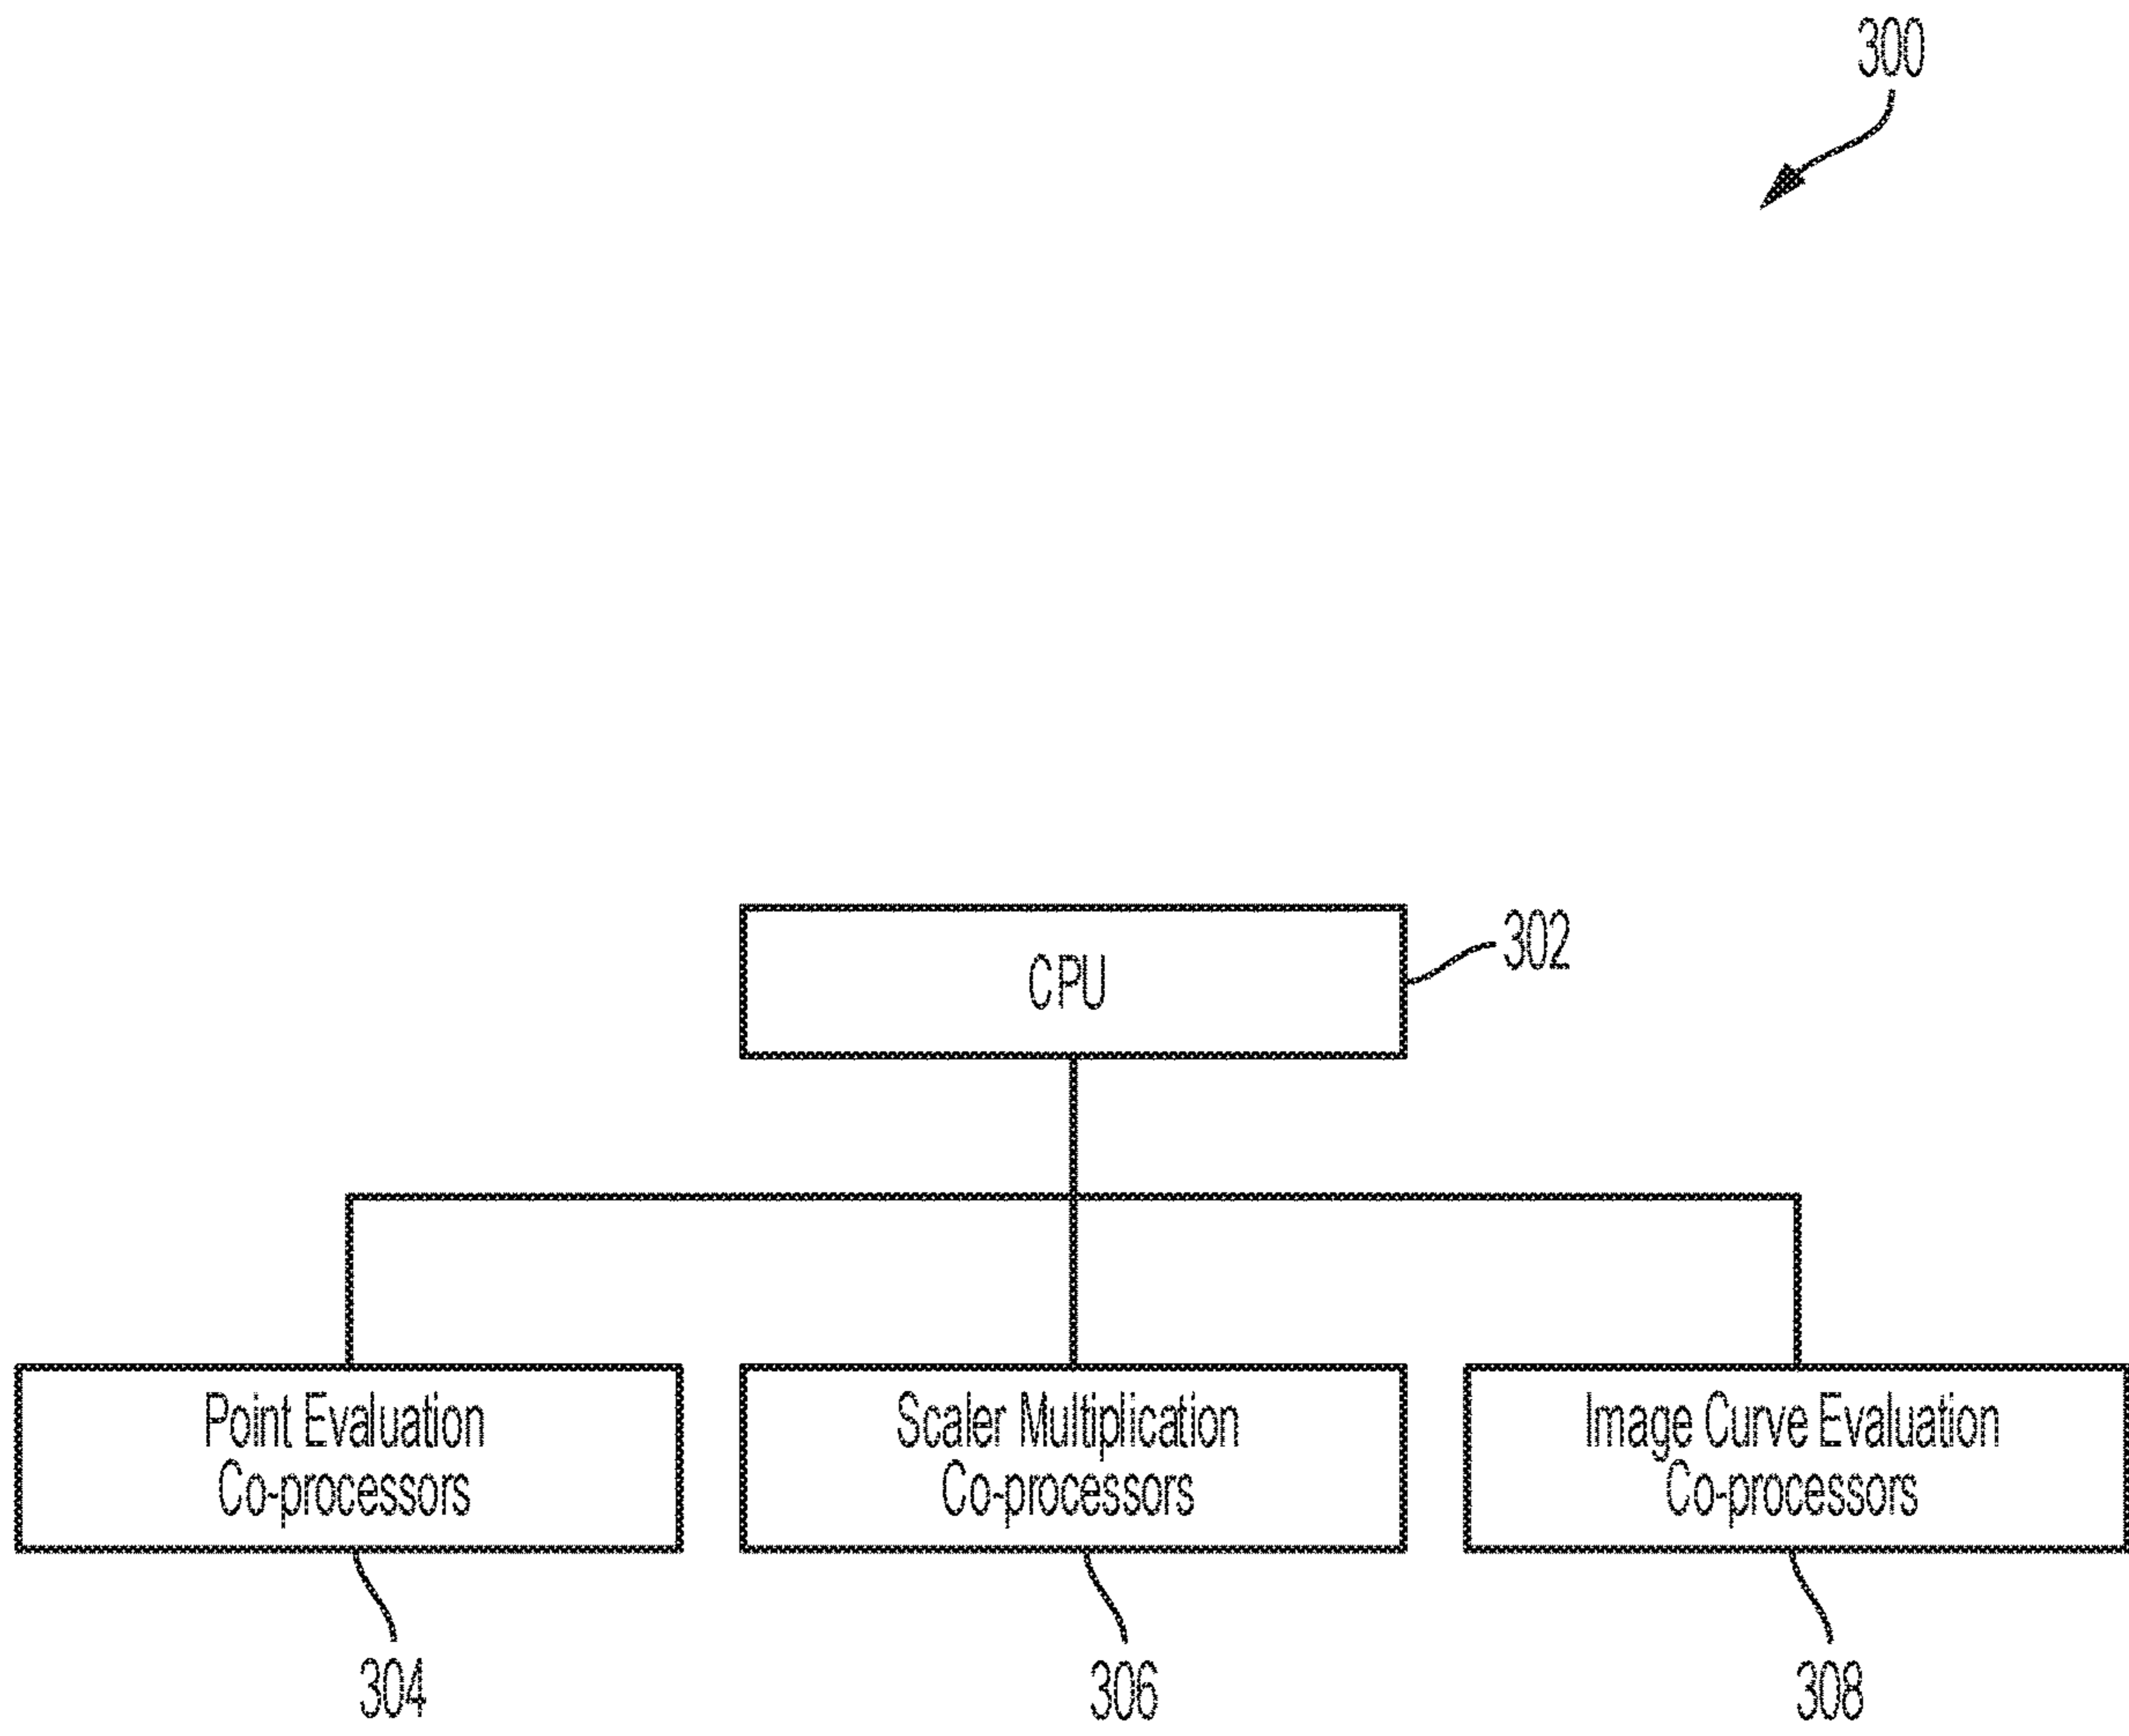 300
CPU
302
Point Evaluation
Co-processors
Scaler Multiplication
Co-processors
Image Curve Evaluation
Co-processors
304
306
308